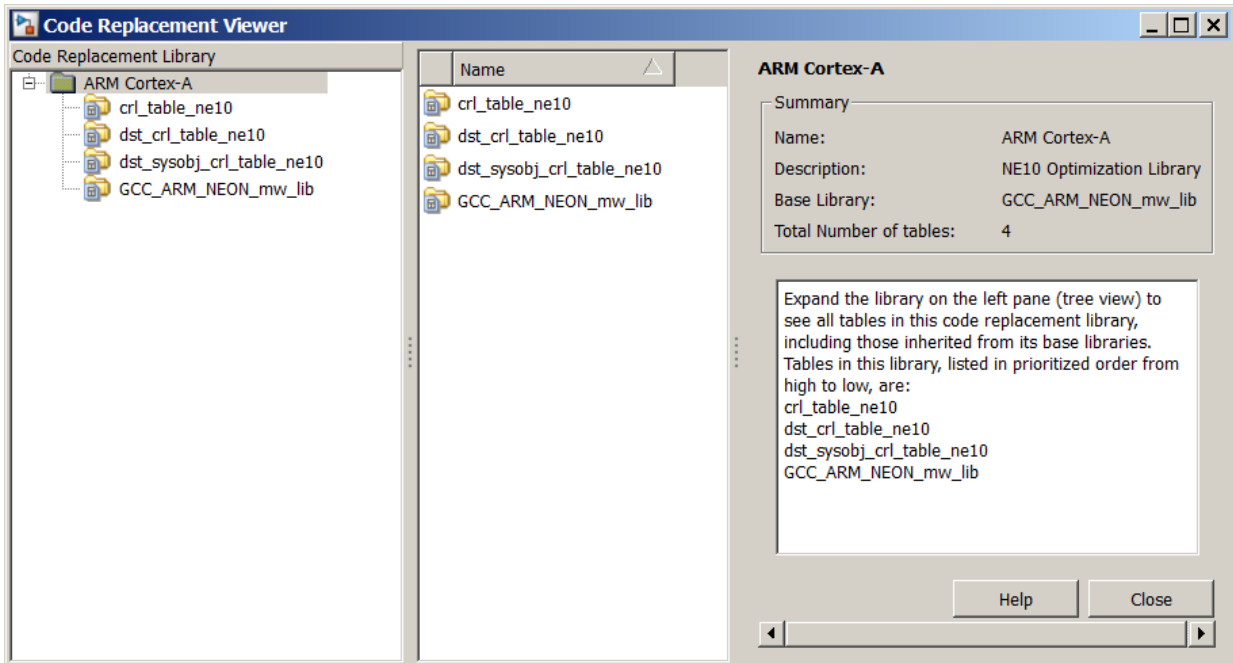 Code Replacement Viewer
Code Replacement Library
ARM Cortex-A
crl_table_ne10
dst_crl_table_ne10
dst_sysobj_crl_table_ne10
GCC_ARM_NEON_mw_lib
Name
crl_table_ne10
dst_crl_table_ne10
dst_sysobj_crl_table_ne10
GCC_ARM_NEON_mw_lib
ARM Cortex-A
Summary
Name: ARM Cortex-A
Description: NE10 Optimization Library
Base Library: GCC_ARM_NEON_mw_lib
Total Number of tables: 4
Expand the library on the left pane (tree view) to
see all tables in this code replacement library,
including those inherited from its base libraries.
Tables in this library, listed in prioritized order from
high to low, are:
crl_table_ne10
dst_crl_table_ne10
dst_sysobj_crl_table_ne10
GCC_ARM_NEON_mw_lib
Help Close